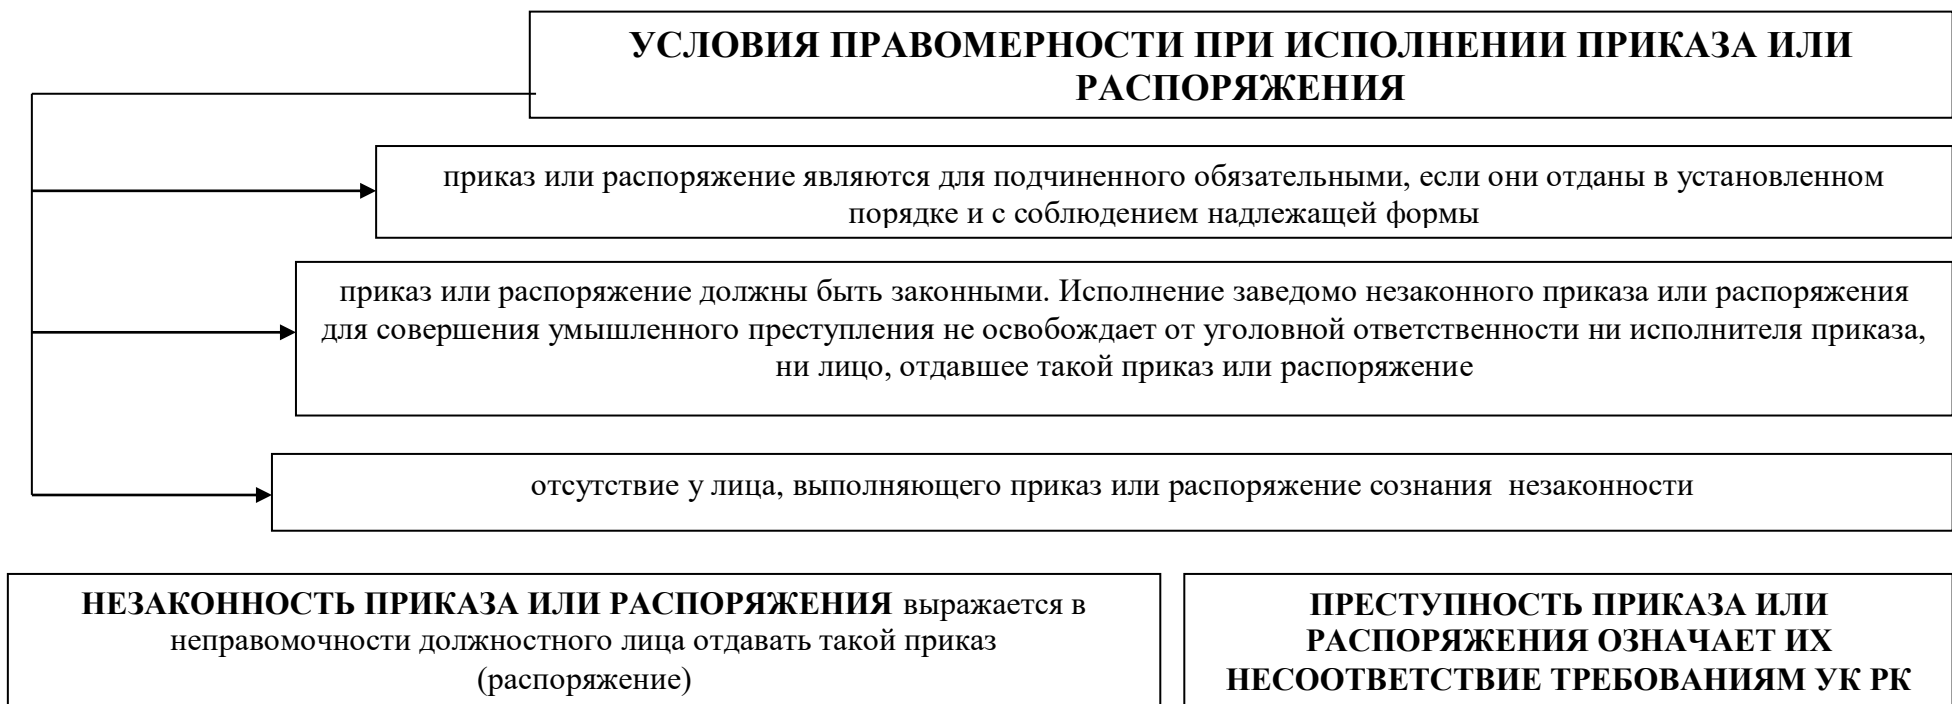 УСЛОВИЯ ПРАВОМЕРНОСТИ ПРИ ИСПОЛНЕНИИ ПРИКАЗА ИЛИ
РАСПОРЯЖЕНИЯ
приказ или распоряжение являются для подчиненного обязательными, если они отданы в установленном
порядке и с соблюдением надлежащей формы
приказ или распоряжение должны быть законными. Исполнение заведомо незаконного приказа или распоряжения
для совершения умышленного преступления не освобождает от уголовной ответственности ни исполнителя приказа,
ни лицо, отдавшее такой приказ или распоряжение
отсутствие у лица, выполняющего приказ или распоряжение сознания  незаконности
НЕЗАКОННОСТЬ ПРИКАЗА ИЛИ РАСПОРЯЖЕНИЯ выражается в
неправомочности должностного лица отдавать такой приказ
(распоряжение)
ПРЕСТУПНОСТЬ ПРИКАЗА ИЛИ
РАСПОРЯЖЕНИЯ ОЗНАЧАЕТ ИХ
НЕСООТВЕТСТВИЕ ТРЕБОВАНИЯМ УК РК